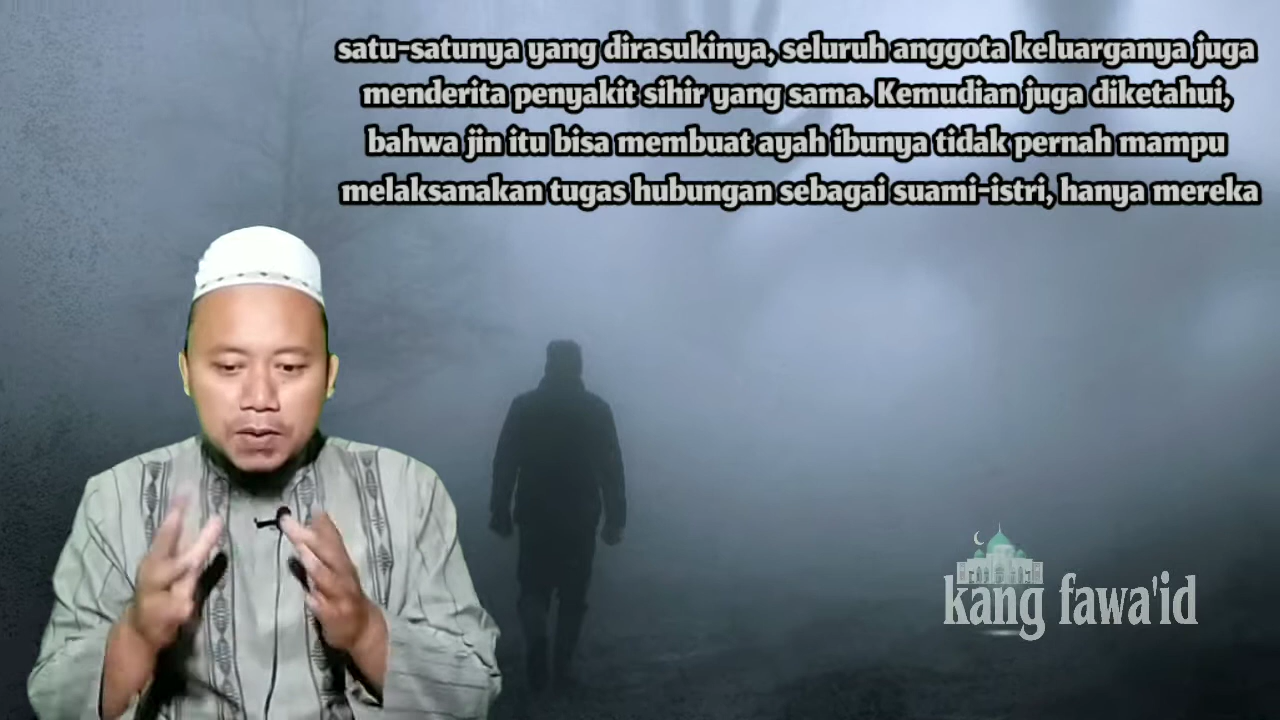 satu-satunya yang dirasukinya, seluruh anggota keluarganya juga
menderita penyakit sihir yang sama. Kemudian juga diketahui,
bahwa jin itu bisa membuat ayah ibunya tidak pernah mampu
melaksanakan tugas hubungan sebagai suami-istri, hanya mereka
kang fawa'id